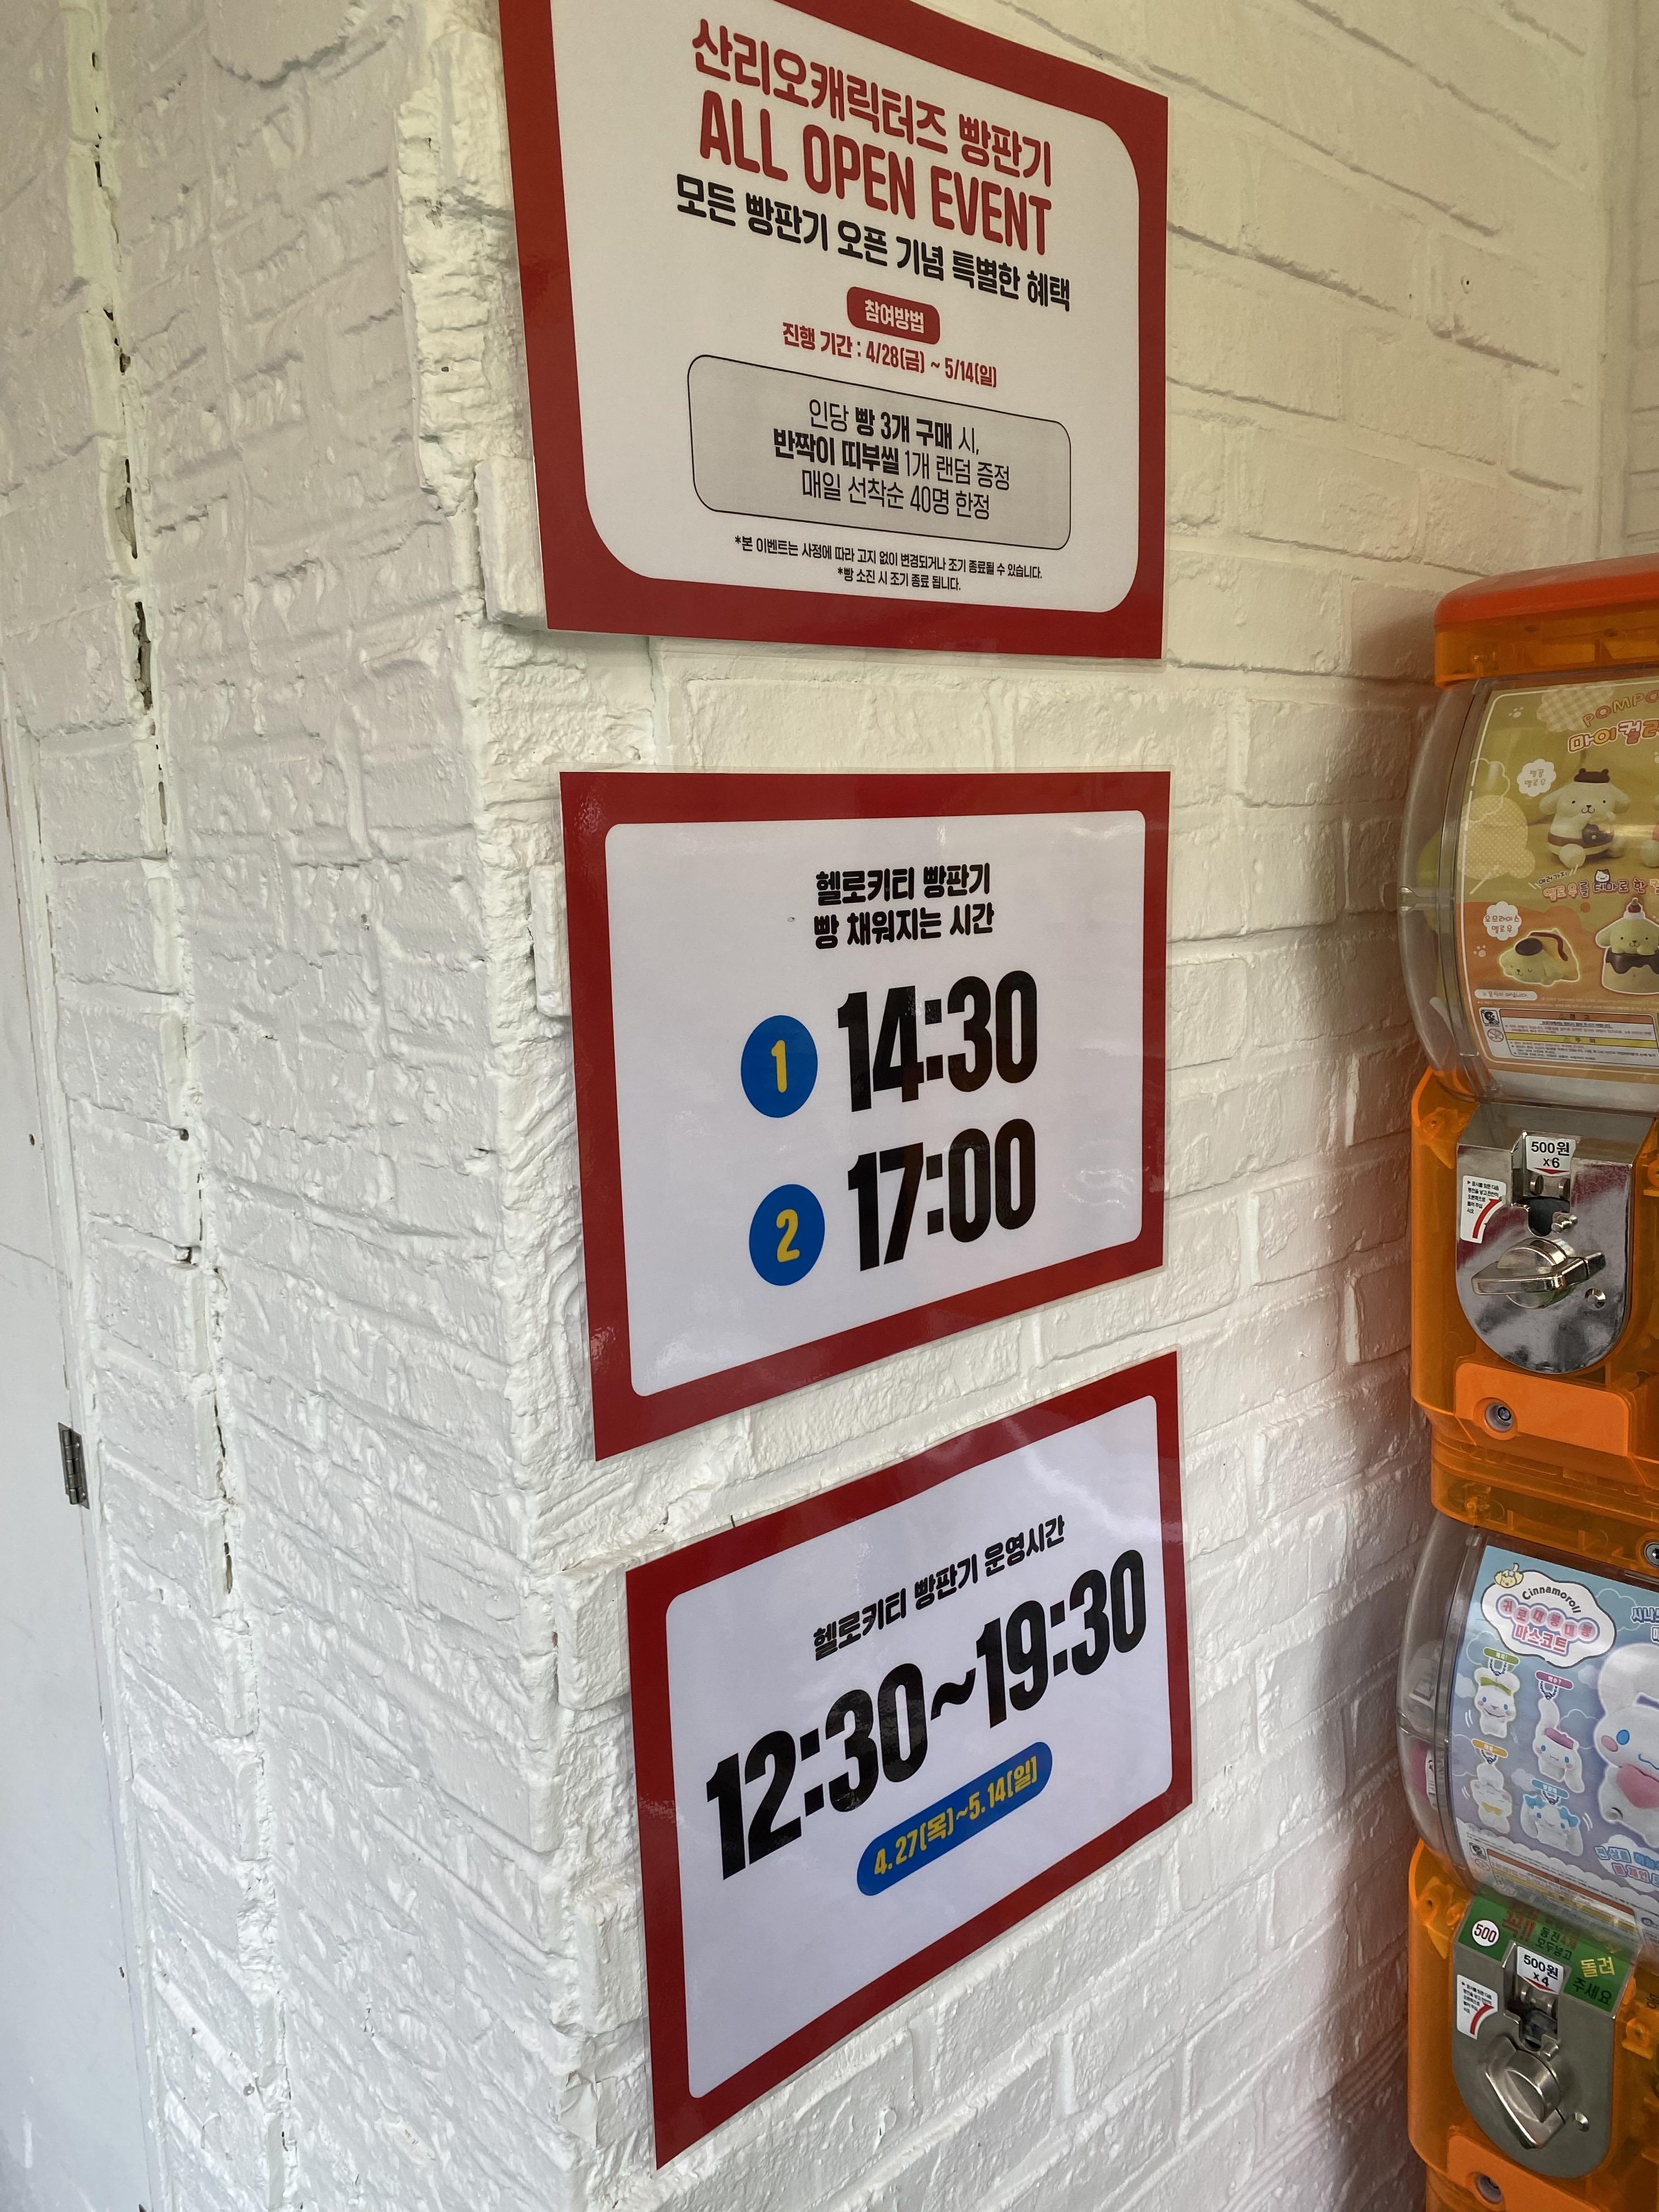 산리오캐릭터즈 빵판기
ALL OPEN EVENT
모든 빵판기 오픈 기념 특별한 혜택
참여방법
진행 기간 : 4/28(금) ~ 5/14(일)
인당 빵 3개 구매 시,
반짝이 띠부씰 1개 랜덤 증정
매일 선착순 40명 한정
*본 이벤트는 사정에 따라 고지 없이 변경되거나 조기 종료될 수 있습니다.
*빵 소진 시 조기 종료 됩니다.
헬로키티 빵판기
빵 채워지는 시간
1 14:30
2 17:00
헬로키티 빵판기 운영시간
12:30~19:30
4.27(목)~5.14(일)
마이
500원
x6
Cinnamoroll
마스코트
500
500원
x4
돌려
주세요